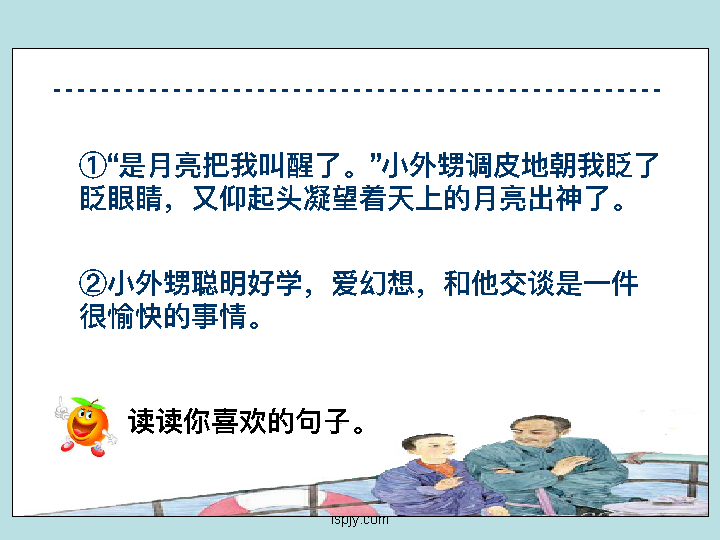 ①“是月亮把我叫醒了。”小外甥调皮地朝我眨了
眨眼睛，又仰起头凝望着天上的月亮出神了。
②小外甥聪明好学，爱幻想，和他交谈是一件
很愉快的事情。
读读你喜欢的句子。
lspjy.com